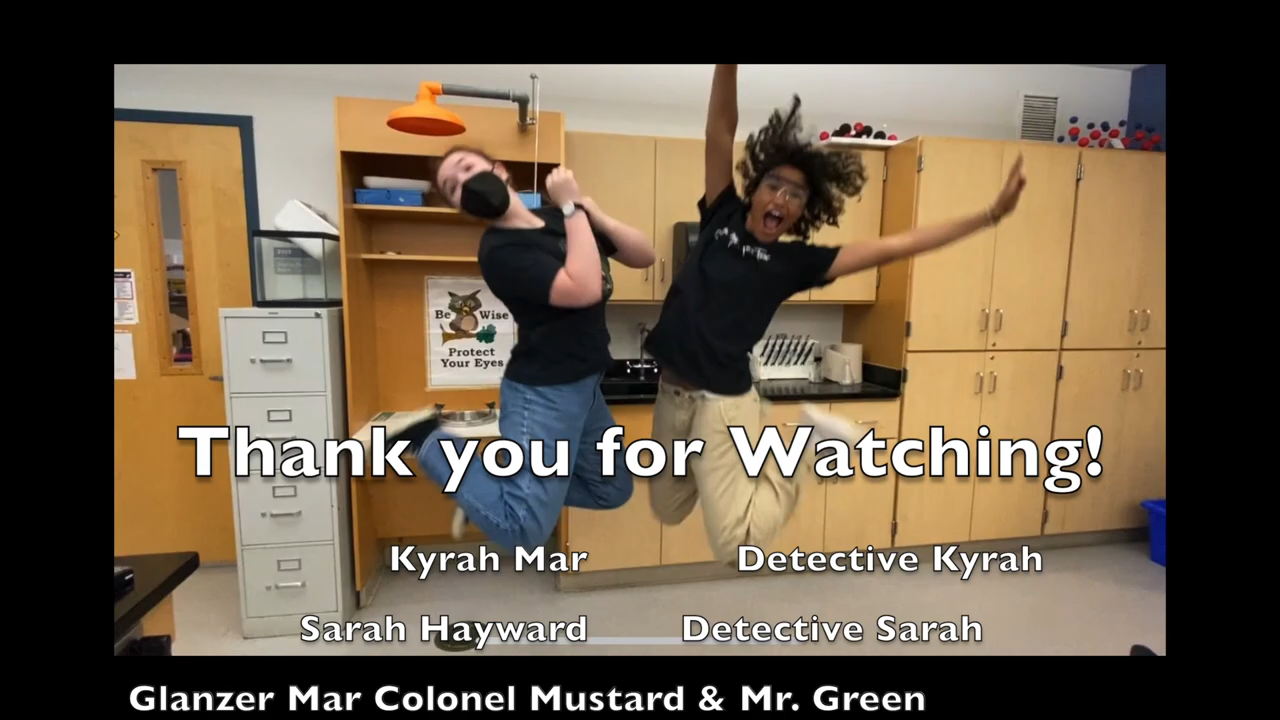 Be Wise
Protect
Your Eyes
Thank you for Watching!
Kyrah Mar Detective Kyrah
Sarah Hayward Detective Sarah
Glanzer Mar Colonel Mustard & Mr. Green